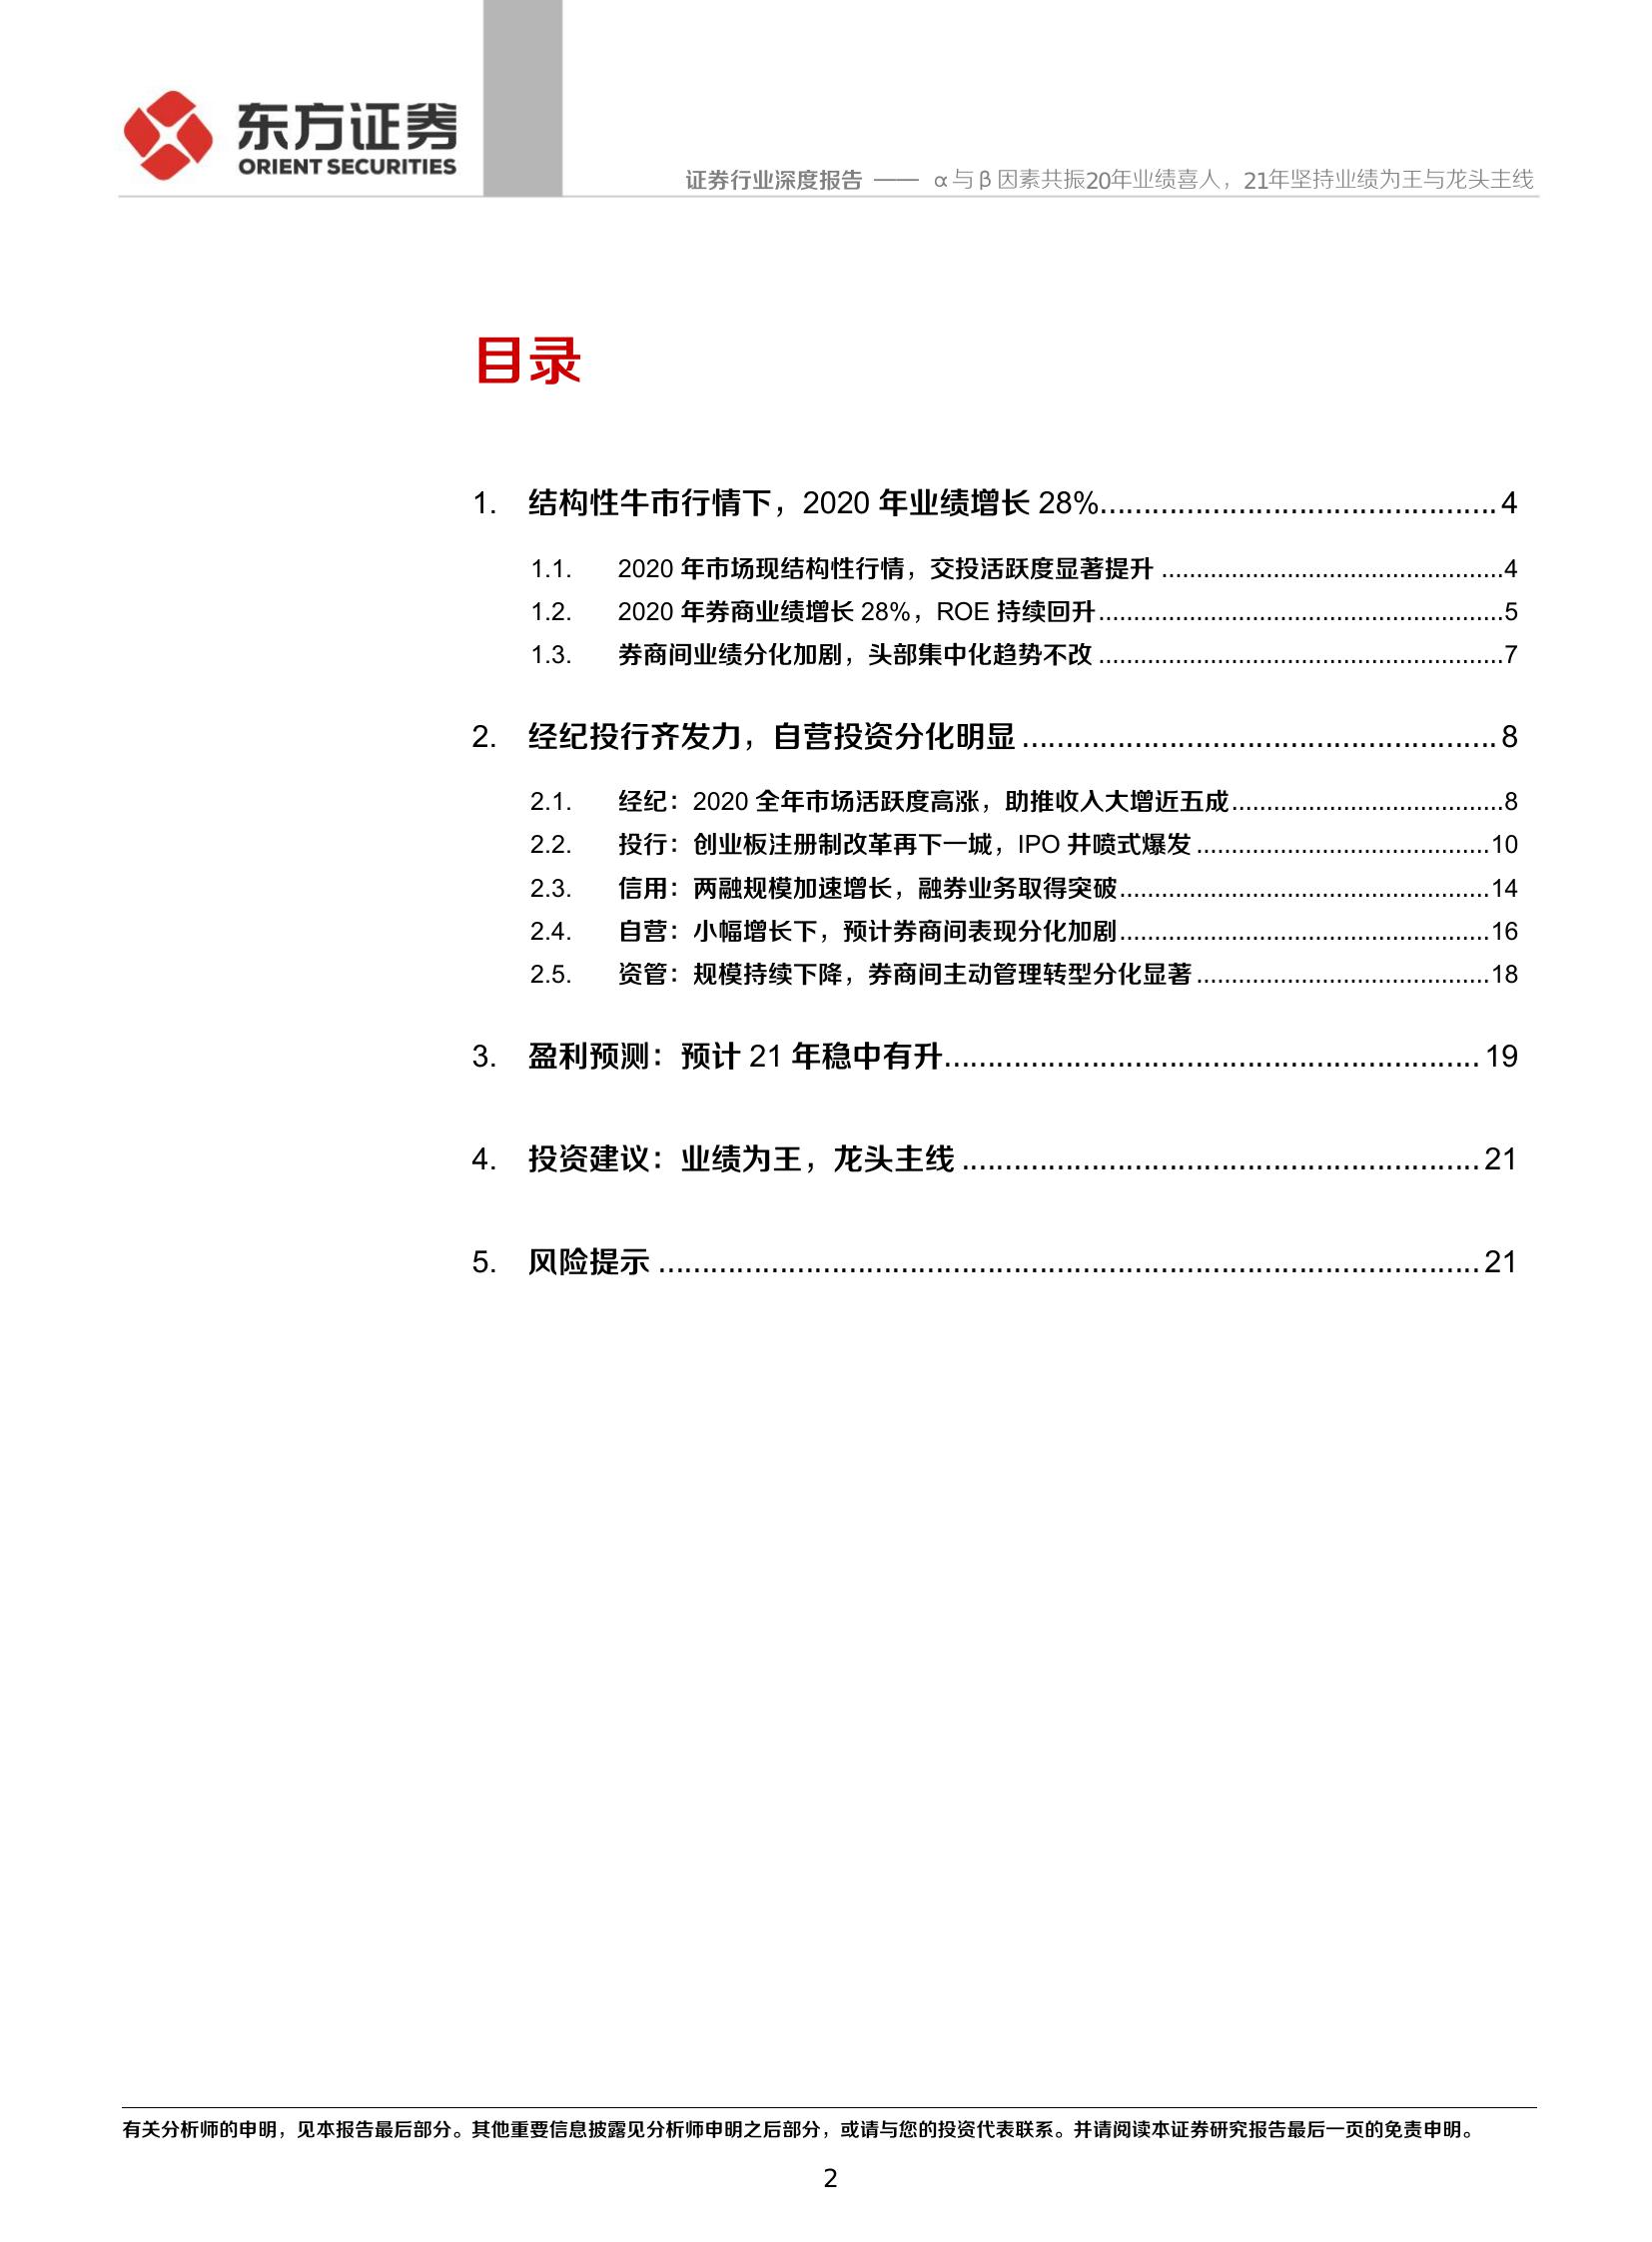 东方证券
ORIENT SECURITIES
证券行业深度报告 —— α与β因素共振20年业绩喜人，21年坚持业绩为王与龙头主线
目录
1. 结构性牛市行情下，2020 年业绩增长 28%............................................. 4
1.1. 2020 年市场现结构性行情，交投活跃度显著提升 .................................................4
1.2. 2020 年券商业绩增长 28%，ROE 持续回升..........................................................5
1.3. 券商间业绩分化加剧，头部集中化趋势不改 ..........................................................7
2. 经纪投行齐发力，自营投资分化明显 ...................................................... 8
2.1. 经纪：2020 全年市场活跃度高涨，助推收入大增近五成.......................................8
2.2. 投行：创业板注册制改革再下一城，IPO 井喷式爆发 ..........................................10
2.3. 信用：两融规模加速增长，融券业务取得突破.....................................................14
2.4. 自营：小幅增长下，预计券商间表现分化加剧.....................................................16
2.5. 资管：规模持续下降，券商间主动管理转型分化显著 ..........................................18
3. 盈利预测：预计 21 年稳中有升............................................................. 19
4. 投资建议：业绩为王，龙头主线 ........................................................... 21
5. 风险提示 .............................................................................................. 21
有关分析师的申明，见本报告最后部分。其他重要信息披露见分析师申明之后部分，或请与您的投资代表联系。并请阅读本证券研究报告最后一页的免责申明。
2